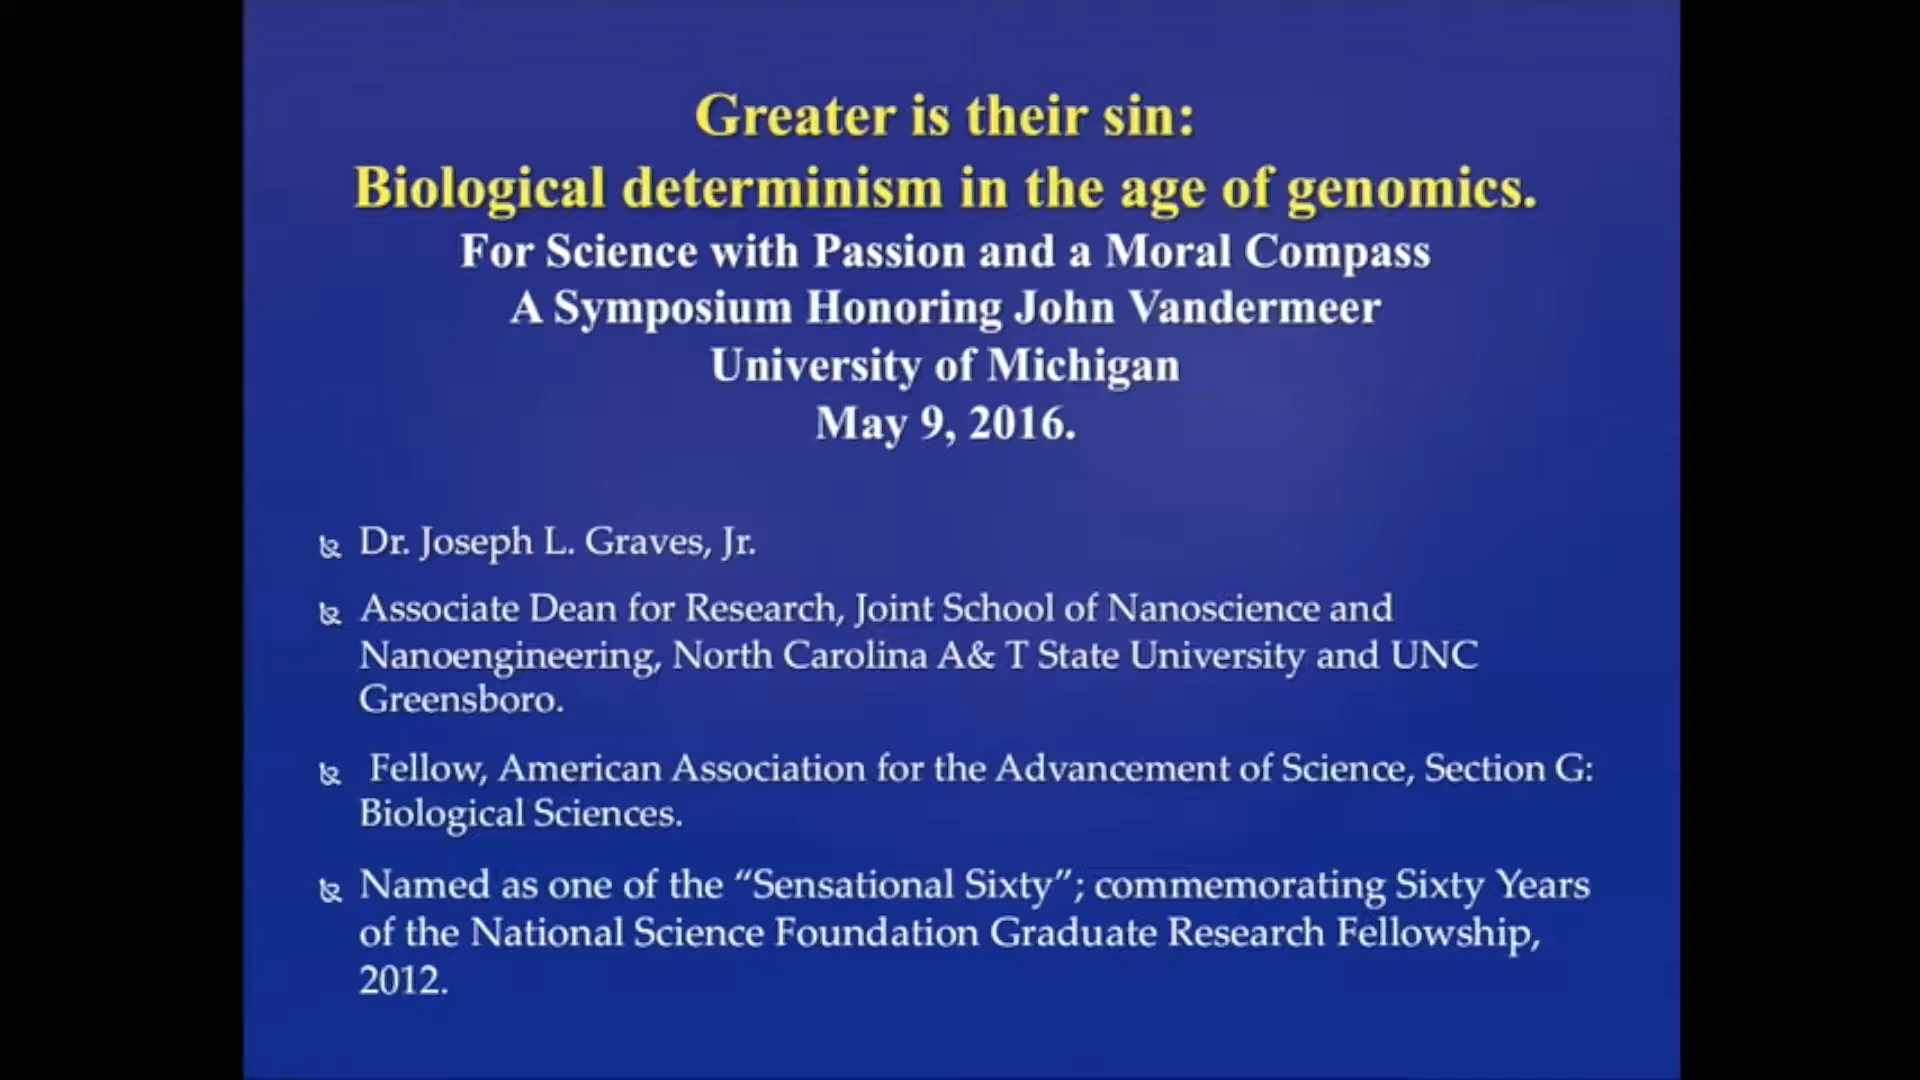 Greater is their sin:
Biological determinism in the age of genomics.
For Science with Passion and a Moral Compass
A Symposium Honoring John Vandermeer
University of Michigan
May 9, 2016.
Dr. Joseph L. Graves, Jr.
Associate Dean for Research, Joint School of Nanoscience and
Nanoengineering, North Carolina A& T State University and UNC
Greensboro.
Fellow, American Association for the Advancement of Science, Section G:
Biological Sciences.
Named as one of the “Sensational Sixty”; commemorating Sixty Years
of the National Science Foundation Graduate Research Fellowship,
2012.